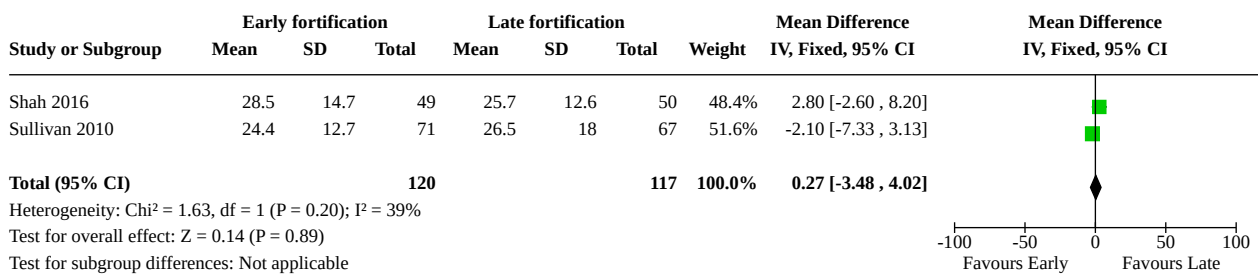 Early fortification Late fortification Mean Difference Mean Difference
Study or Subgroup Mean SD Total Mean SD Total Weight IV, Fixed, 95% CI IV, Fixed, 95% CI
Shah 2016 28.5 14.7 49 25.7 12.6 50 48.4% 2.80 [-2.60 , 8.20]
Sullivan 2010 24.4 12.7 71 26.5 18 67 51.6% -2.10 [-7.33 , 3.13]
Total (95% CI) 120 117 100.0% 0.27 [-3.48 , 4.02]
Heterogeneity: Chi² = 1.63, df = 1 (P = 0.20); I² = 39%
Test for overall effect: Z = 0.14 (P = 0.89)
-100 -50 0 50 100
Test for subgroup differences: Not applicable
Favours Early Favours Late